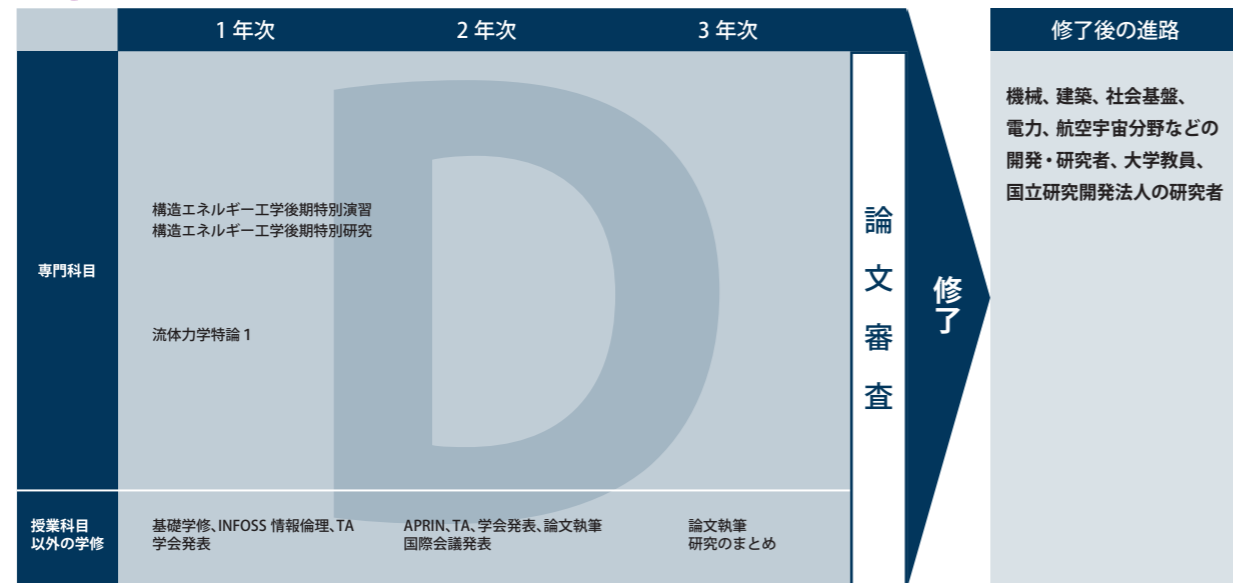 1 年次
2 年次
3 年次
修了後の進路
専門科目
構造エネルギー工学後期特別演習
構造エネルギー工学後期特別研究
流体力学特論 1
D
論文審査
修了
機械、建築、社会基盤、
電力、航空宇宙分野などの
開発・研究者、大学教員、
国立研究開発法人の研究者
授業科目
以外の学修
基礎学修、INFOSS 情報倫理、TA
学会発表
APRIN、TA、学会発表、論文執筆
国際会議発表
論文執筆
研究のまとめ